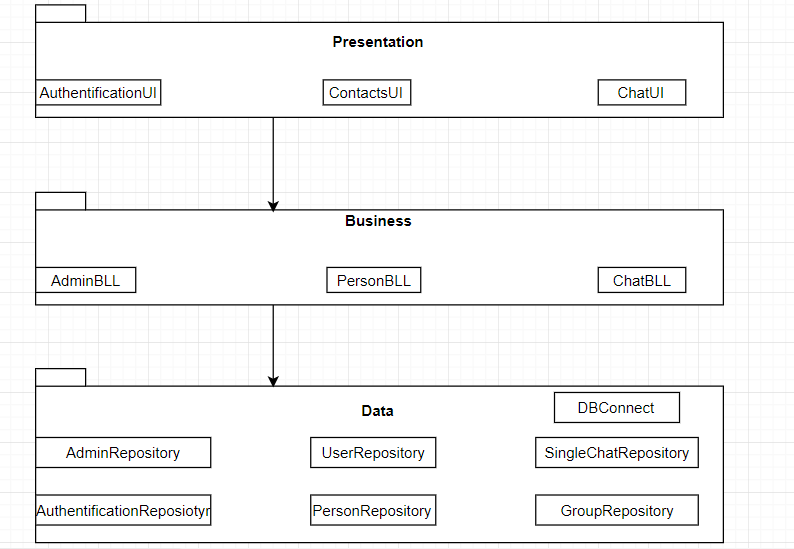 Presentation
AuthentificationUI
ContactsUI
ChatUI
Business
AdminBLL
PersonBLL
ChatBLL
DBConnect
Data
AdminRepository
UserRepository
SingleChatRepository
AuthentificationReposiotyr
PersonRepository
GroupRepository